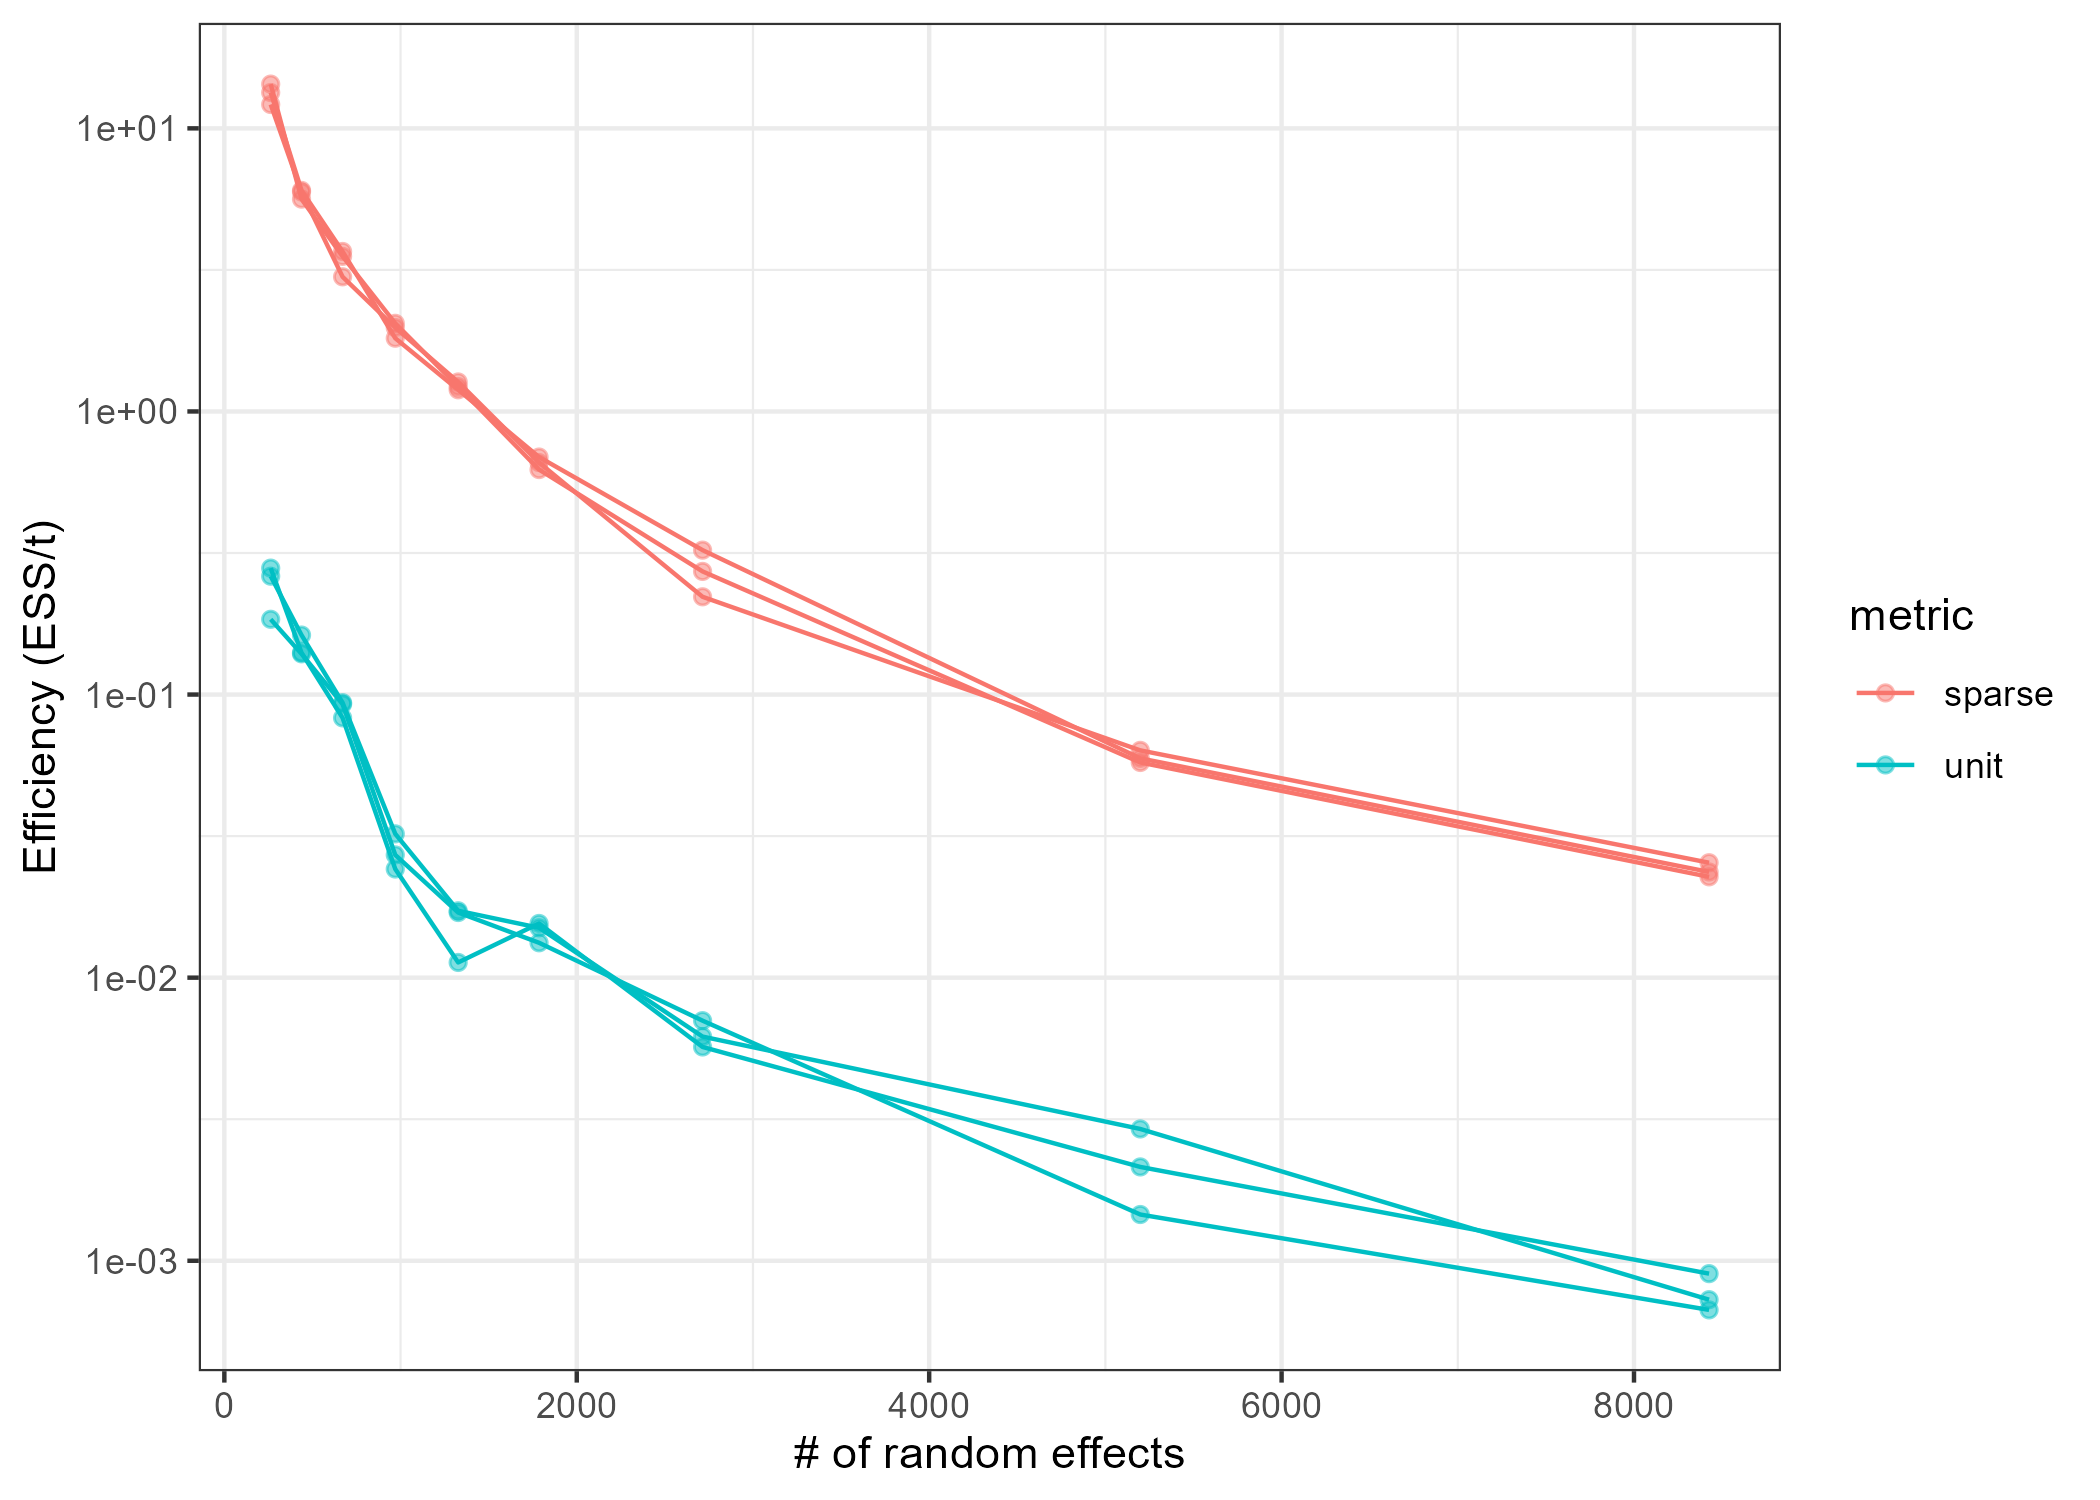 Efficiency (ESS/t)
1e+01
1e+00
1e-01
1e-02
1e-03
0 2000 4000 6000 8000
# of random effects
metric
sparse
unit